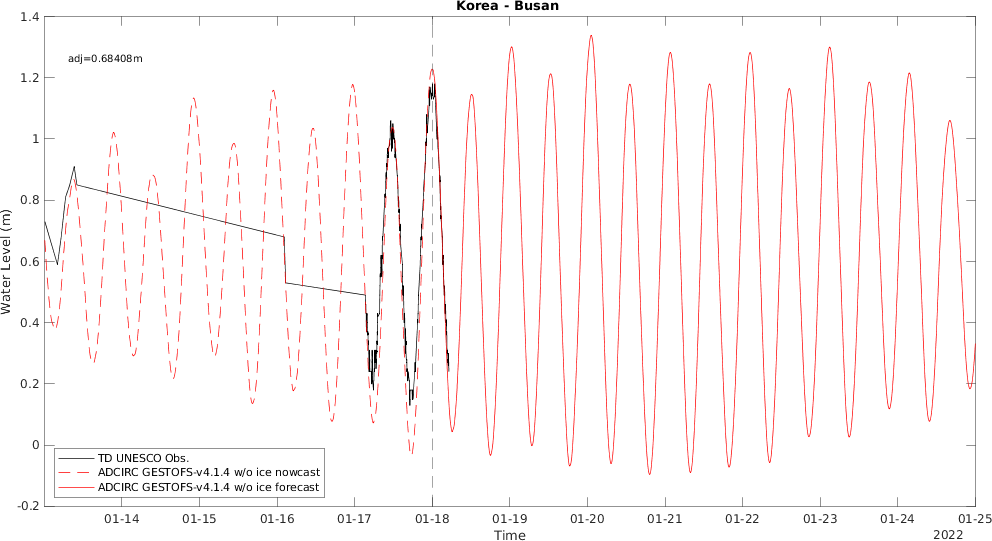 Korea - Busan
adj=0.68408m
1.4
1.2
1
0.8
0.6
0.4
0.2
0
-0.2
Water Level (m)
TD UNESCO Obs.
ADCIRC GESTOFS-v4.1.4 w/o ice nowcast
ADCIRC GESTOFS-v4.1.4 w/o ice forecast
01-14 01-15 01-16 01-17 01-18 01-19 01-20 01-21 01-22 01-23 01-24 01-25
Time
2022